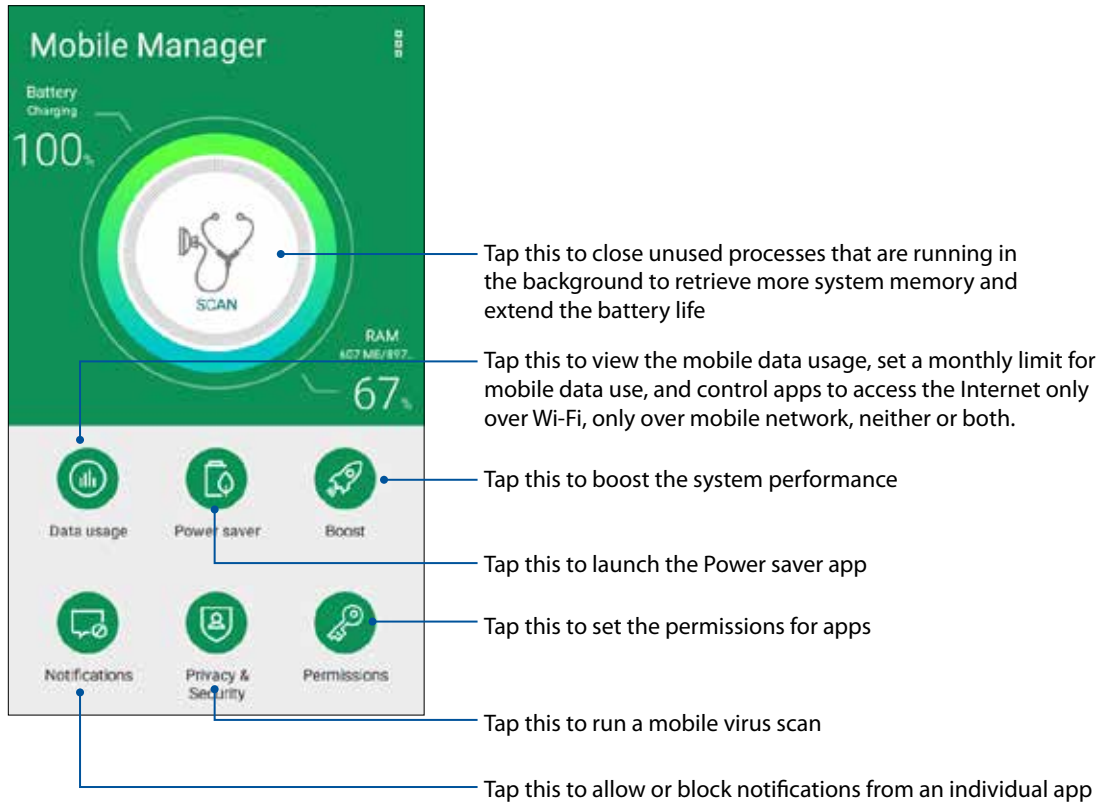 Mobile Manager
Battery
Charging
100%
SCAN
RAM
607 MB/897..
67%
Data usage
Power saver
Boost
Notifications
Privacy &
Security
Permissions
Tap this to close unused processes that are running in
the background to retrieve more system memory and
extend the battery life
Tap this to view the mobile data usage, set a monthly limit for
mobile data use, and control apps to access the Internet only
over Wi-Fi, only over mobile network, neither or both.
Tap this to boost the system performance
Tap this to launch the Power saver app
Tap this to set the permissions for apps
Tap this to run a mobile virus scan
Tap this to allow or block notifications from an individual app